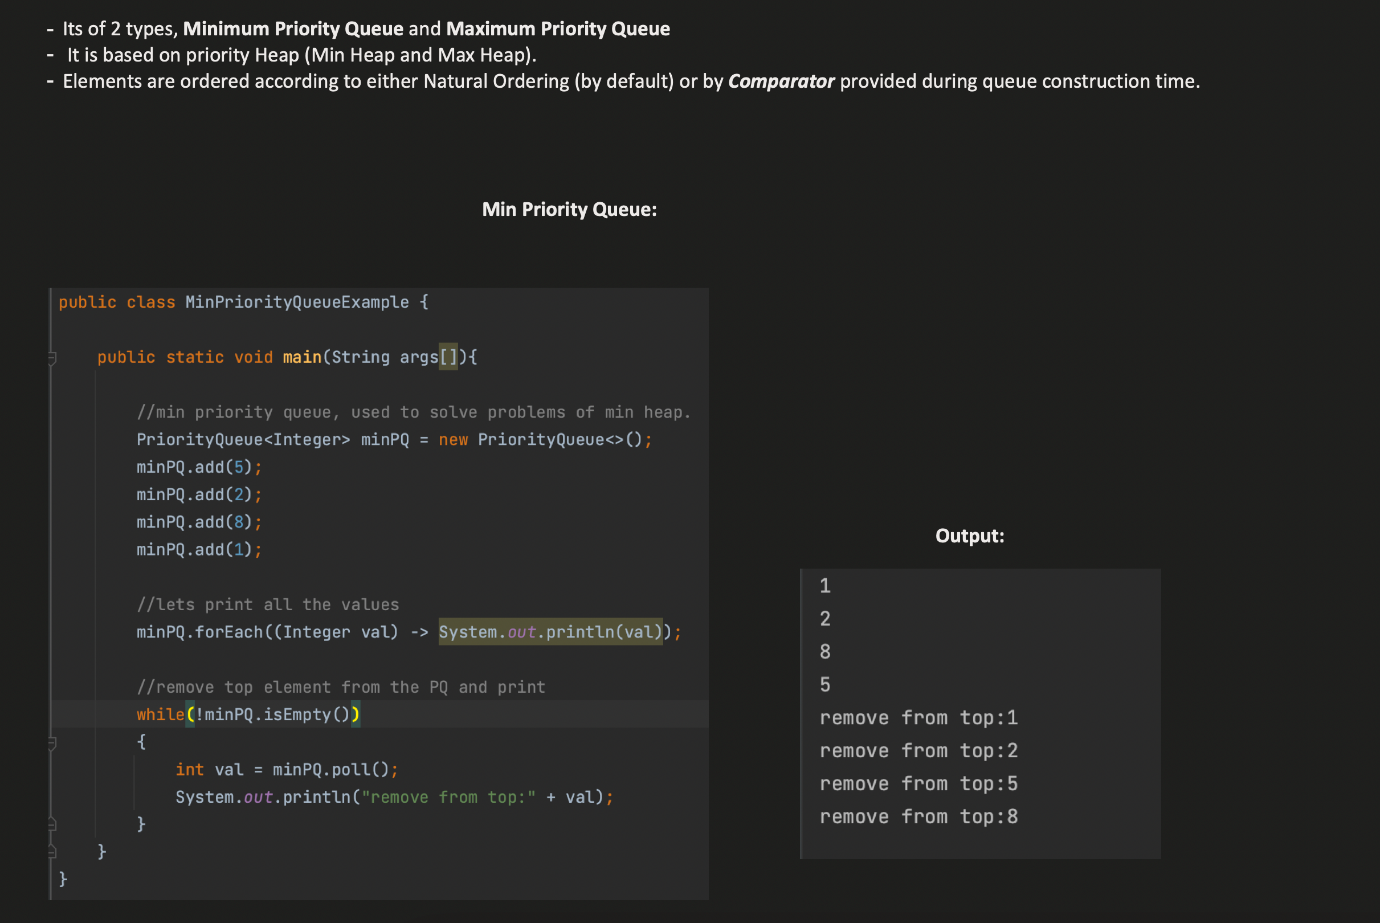 - Its of 2 types, Minimum Priority Queue and Maximum Priority Queue
- It is based on priority Heap (Min Heap and Max Heap).
- Elements are ordered according to either Natural Ordering (by default) or by Comparator provided during queue construction time.
Min Priority Queue:
public class MinPriorityQueueExample {
public static void main(String args[]){
//min priority queue, used to solve problems of min heap.
PriorityQueue<Integer> minPQ = new PriorityQueue<>();
minPQ.add(5);
minPQ.add(2);
minPQ.add(8);
minPQ.add(1);
//lets print all the values
minPQ.forEach((Integer val) -> System.out.println(val));
//remove top element from the PQ and print
while(!minPQ.isEmpty())
{
int val = minPQ.poll();
System.out.println("remove from top:" + val);
}
}
}
Output:
1
2
8
5
remove from top:1
remove from top:2
remove from top:5
remove from top:8